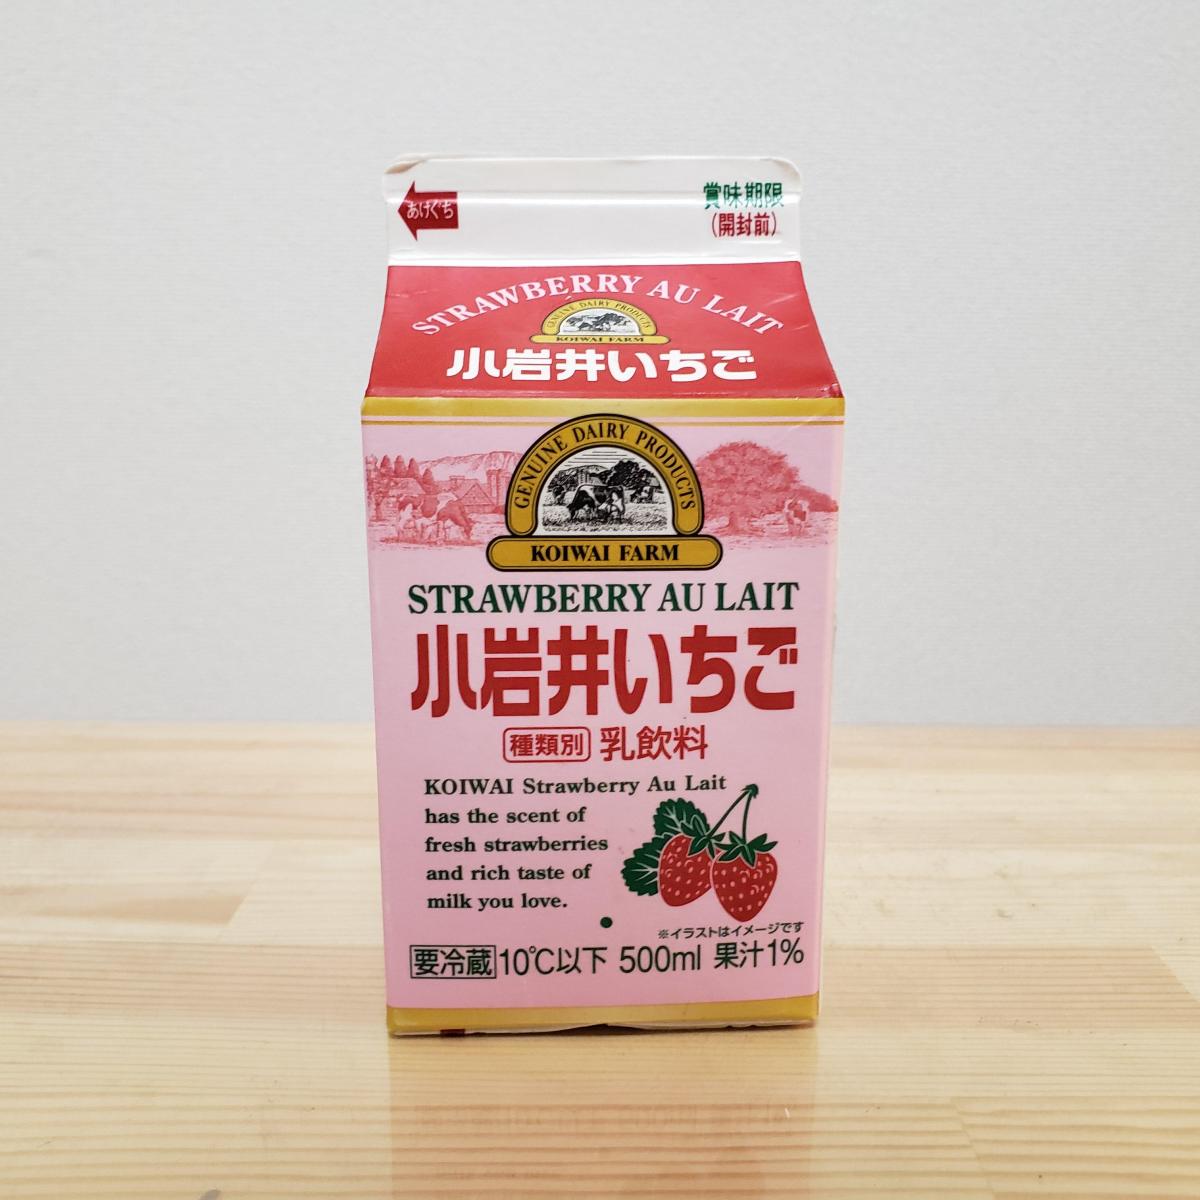 あけぐち
賞味期限
(開封前)
STRAWBERRY AU LAIT
GENUINE DAIRY PRODUCTS
KOIWAI FARM
小岩井いちご
GENUINE DAIRY PRODUCTS
KOIWAI FARM
STRAWBERRY AU LAIT
小岩井いちご
種類別 乳飲料
KOIWAI Strawberry Au Lait
has the scent of
fresh strawberries
and rich taste of
milk you love.
※イラストはイメージです
要冷蔵 10℃以下 500ml 果汁1%